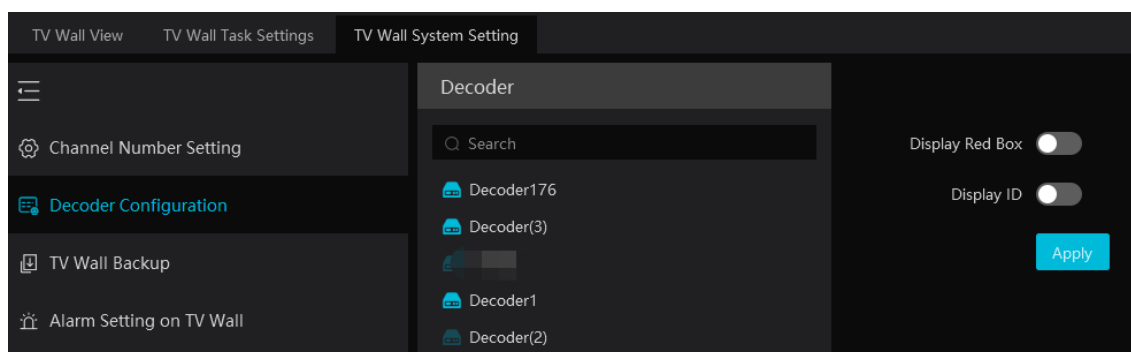 TV Wall View TV Wall Task Settings TV Wall System Setting
Decoder
Channel Number Setting
Decoder Configuration
TV Wall Backup
Alarm Setting on TV Wall
Search
Decoder176
Decoder(3)
Decoder1
Decoder(2)
Display Red Box
Display ID
Apply